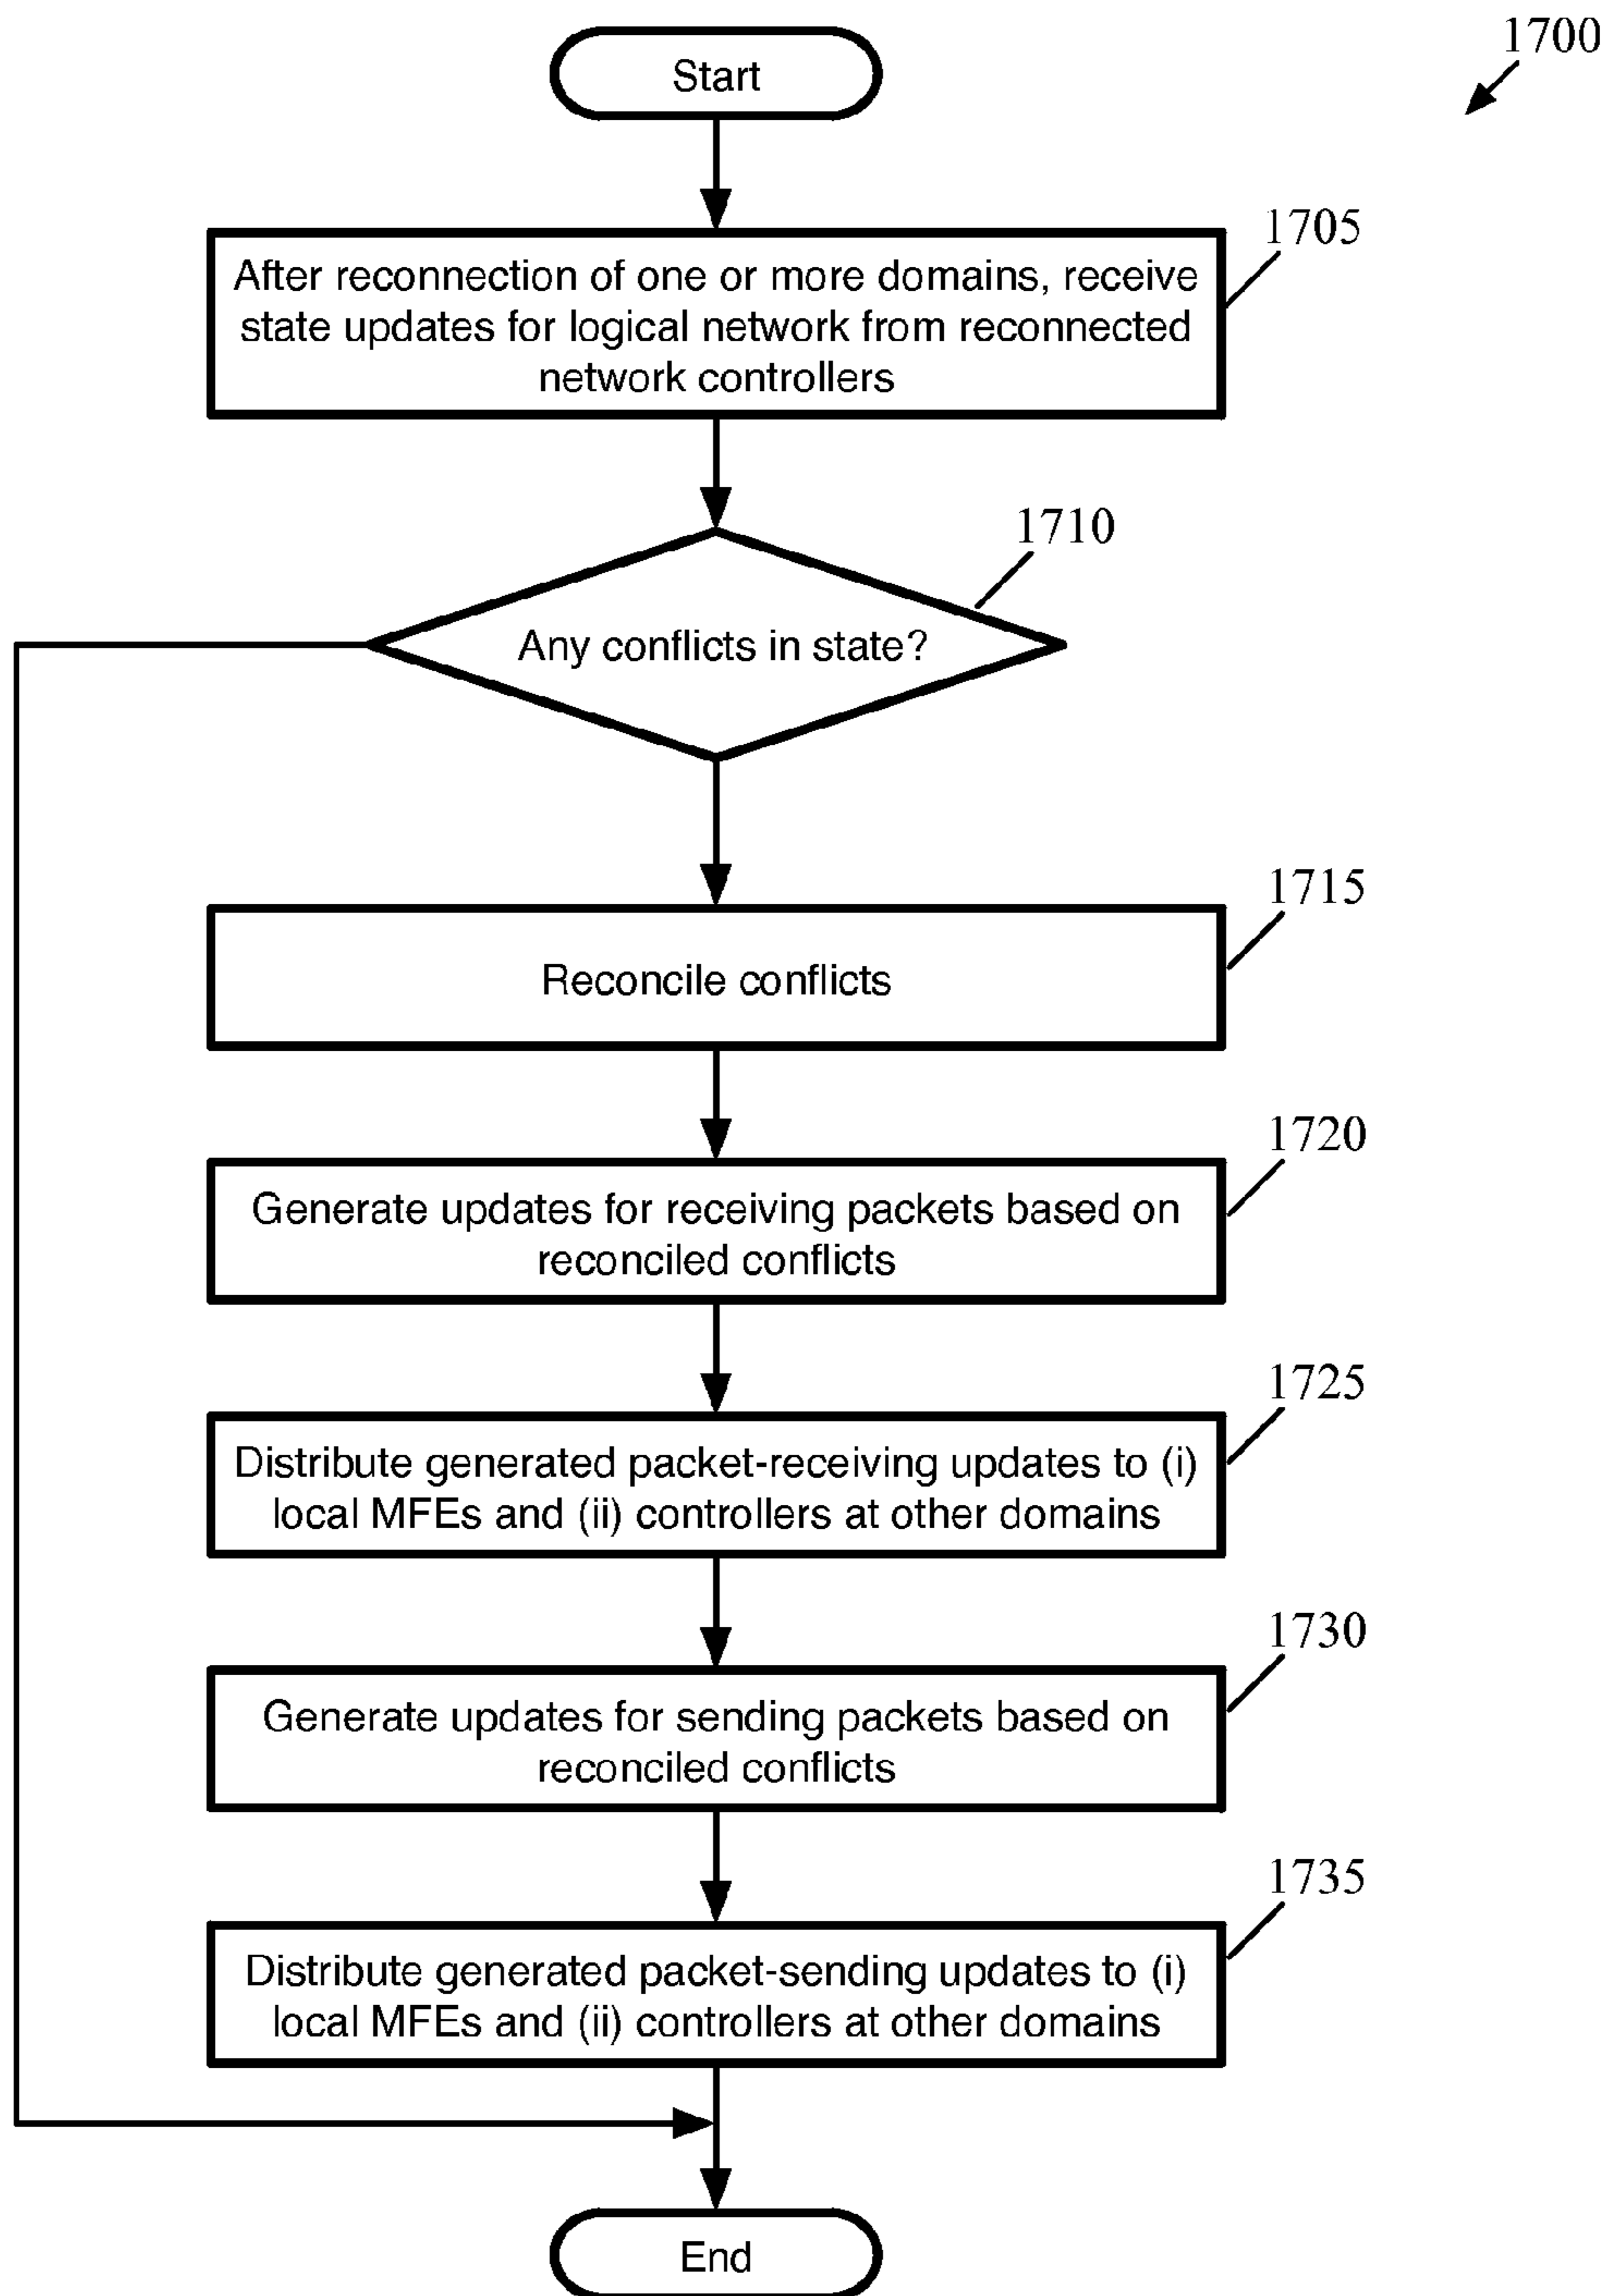 1700
Start
1705
After reconnection of one or more domains, receive
state updates for logical network from reconnected
network controllers
1710
Any conflicts in state?
1715
Reconcile conflicts
1720
Generate updates for receiving packets based on
reconciled conflicts
1725
Distribute generated packet-receiving updates to (i)
local MFEs and (ii) controllers at other domains
1730
Generate updates for sending packets based on
reconciled conflicts
1735
Distribute generated packet-sending updates to (i)
local MFEs and (ii) controllers at other domains
End